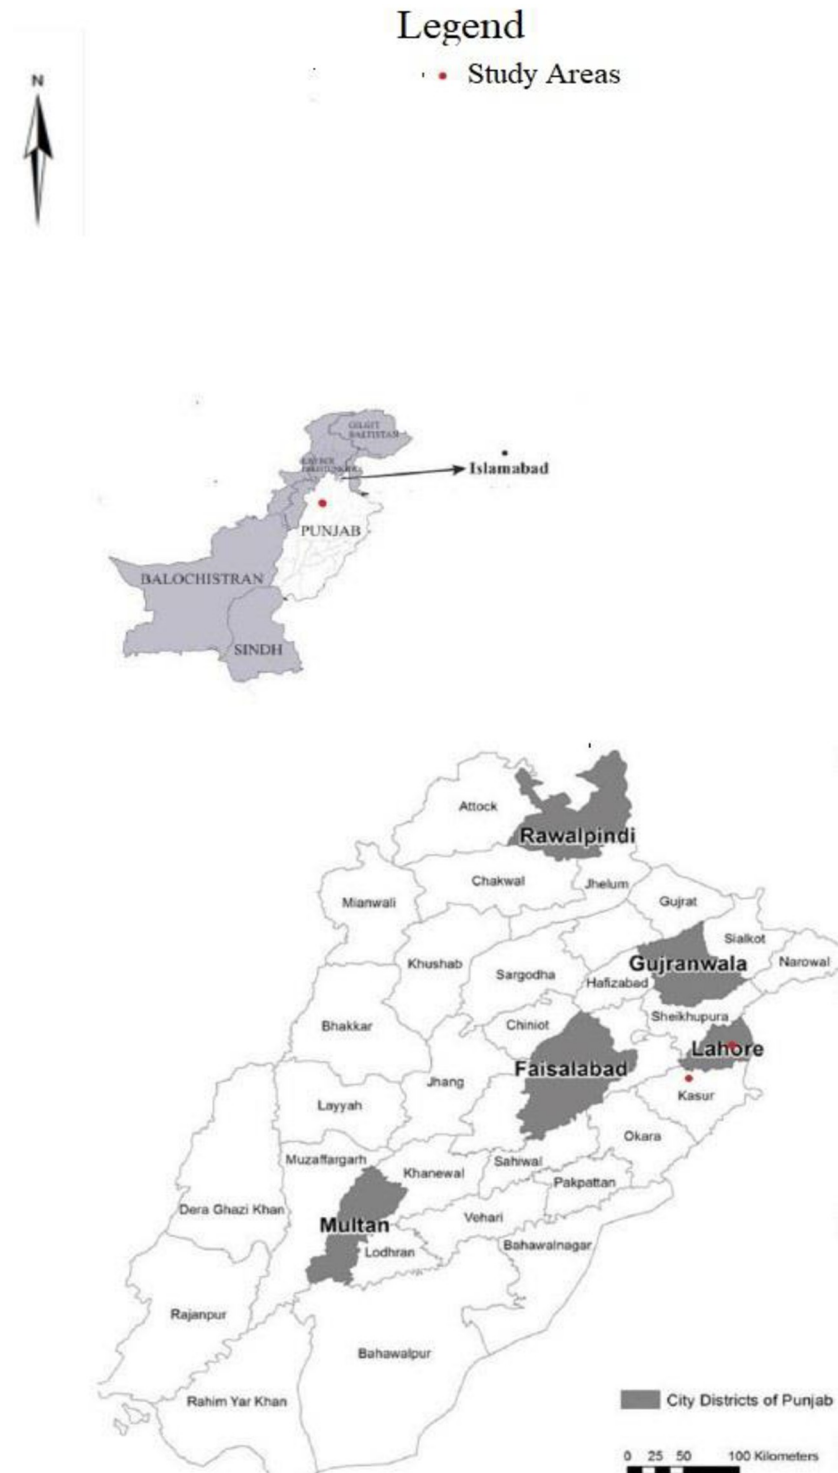 Legend
Study Areas
N
GILGIT
BALTISTAN
Islamabad
PUNJAB
BALOCHISTRAN
SINDH
Attock
Rawalpindi
Chakwal
Jhelum
Mianwali
Gujrat
Sialkot
Khushab
Gujranwala
Narowal
Sargodha
Hafizabad
Sheikhupura
Bhakkar
Chiniot
Lahore
Faisalabad
Jhang
Kasur
Layyah
Okara
Muzaffargarh
Khanewal
Sahiwal
Pakpattan
Dera Ghazi Khan
Vehari
Multan
Lodhran
Bahawalnagar
Rajanpur
Bahawalpur
Rahim Yar Khan
City Districts of Punjab
0 25 50 100 Kilometers